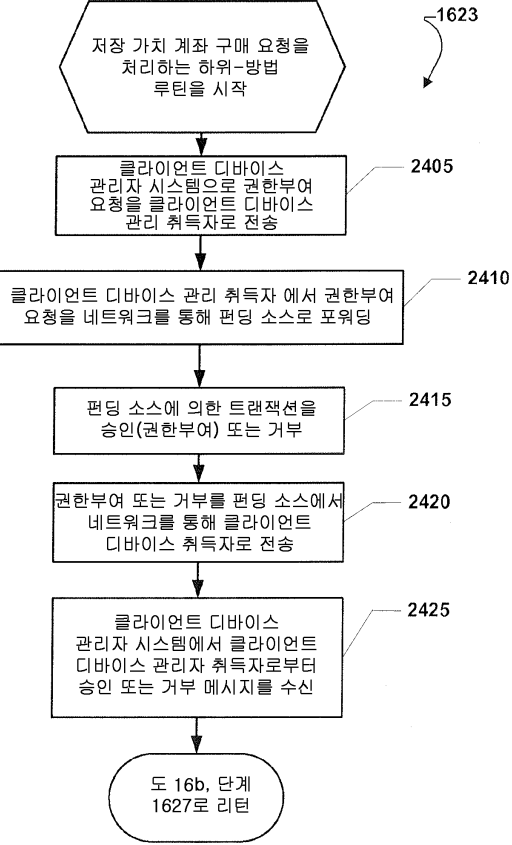 1623
저장 가치 계좌 구매 요청을
처리하는 하위-방법
루틴을 시작
2405
클라이언트 디바이스
관리자 시스템으로 권한부여
요청을 클라이언트 디바이스
관리 취득자로 전송
2410
클라이언트 디바이스 관리 취득자 에서 권한부여
요청을 네트워크를 통해 펀딩 소스로 포워딩
2415
펀딩 소스에 의한 트랜잭션을
승인(권한부여) 또는 거부
2420
권한부여 또는 거부를 펀딩 소스에서
네트워크를 통해 클라이언트
디바이스 취득자로 전송
2425
클라이언트 디바이스
관리자 시스템에서 클라이언트
디바이스 관리자 취득자로부터
승인 또는 거부 메시지를 수신
도 16b, 단계
1627로 리턴